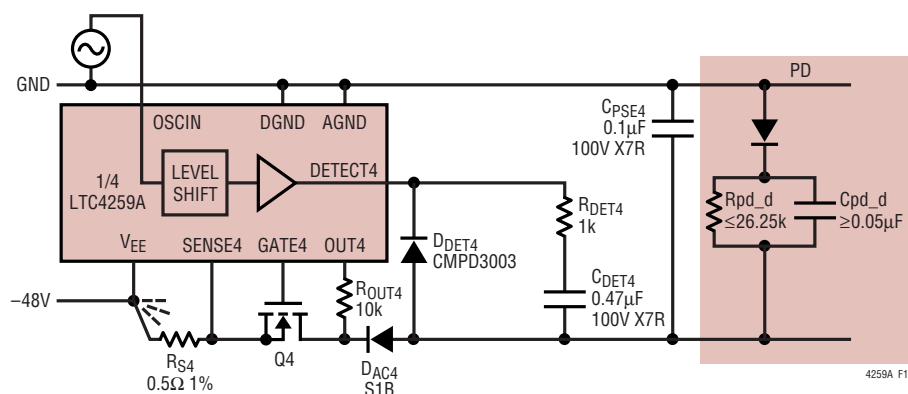 GND
PD
OSCIN
DGND
AGND
CPSE4
0.1µF
100V X7R
1/4
LTC4259A
LEVEL
SHIFT
DETECT4
Rpd_d
≤26.25k
Cpd_d
≥0.05µF
RDET4
1k
VEE
SENSE4
GATE4
OUT4
DDET4
CMPD3003
ROUT4
10k
CDET4
0.47µF
100V X7R
–48V
RS4
0.5Ω 1%
Q4
DAC4
S1B
4259A F1